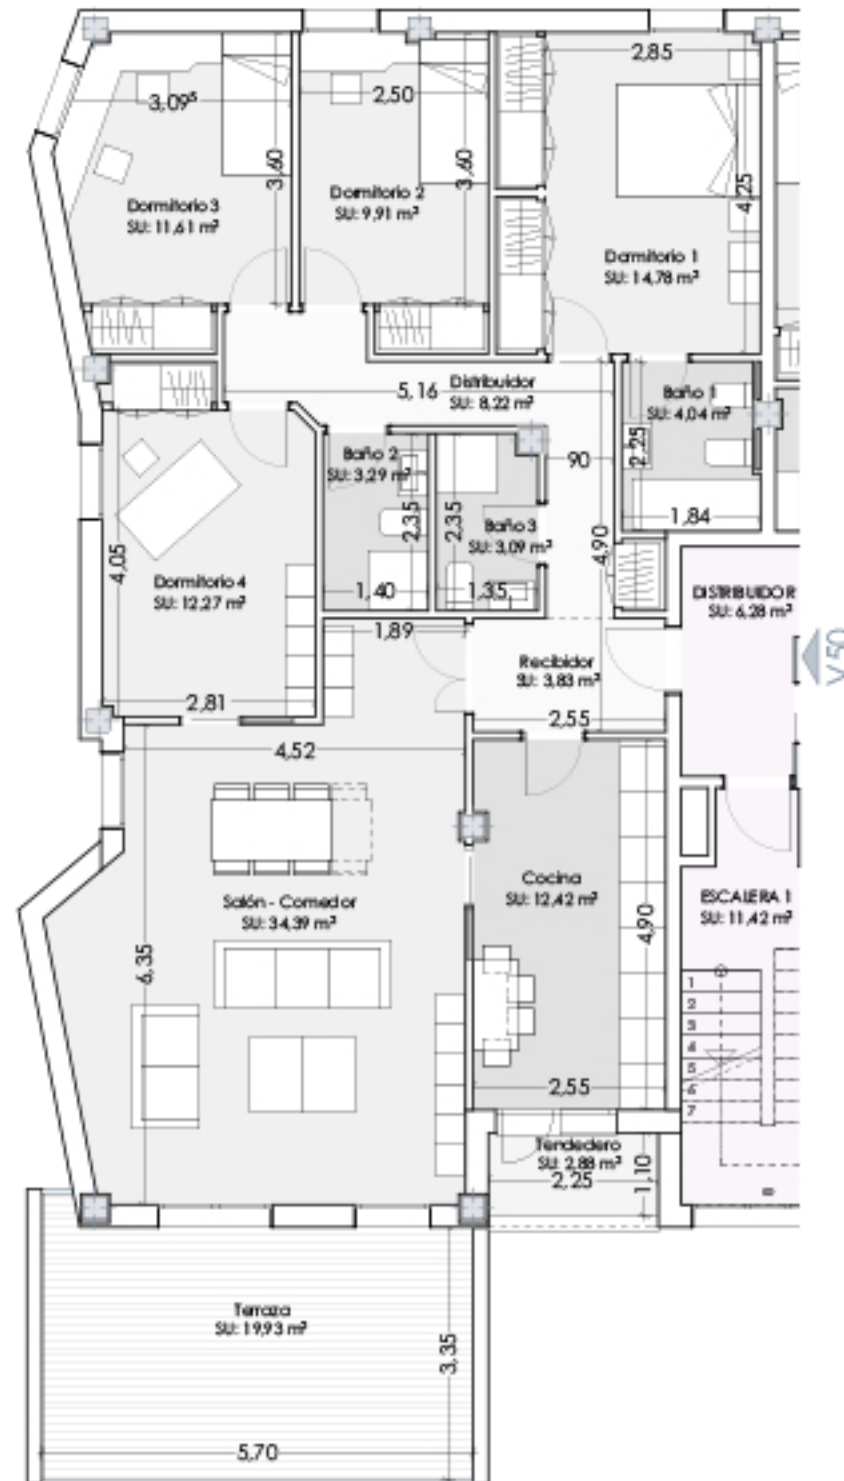 2,85
3,09⁵
2,50
3,60
3,60
4,25
Dormitorio 3
SU: 11,61 m²
Dormitorio 2
SU: 9,91 m²
Dormitorio 1
SU: 14,78 m²
5,16
Distribuidor
SU: 8,22 m²
Baño 1
SU: 4,04 m²
2,25
1,84
90
4,90
Baño 2
SU: 3,29 m²
2,35
1,40
2,35
Baño 3
SU: 3,09 m²
1,35
4,05
Dormitorio 4
SU: 12,27 m²
2,81
1,89
DISTRIBUIDOR
SU: 6,28 m²
V50
Recibidor
SU: 3,83 m²
2,55
4,52
Cocina
SU: 12,42 m²
4,90
2,55
Salón - Comedor
SU: 34,39 m²
6,35
ESCALERA 1
SU: 11,42 m²
1
2
3
4
5
6
7
Tendedero
SU: 2,88 m²
2,25
1,10
Terraza
SU: 19,93 m²
3,35
5,70